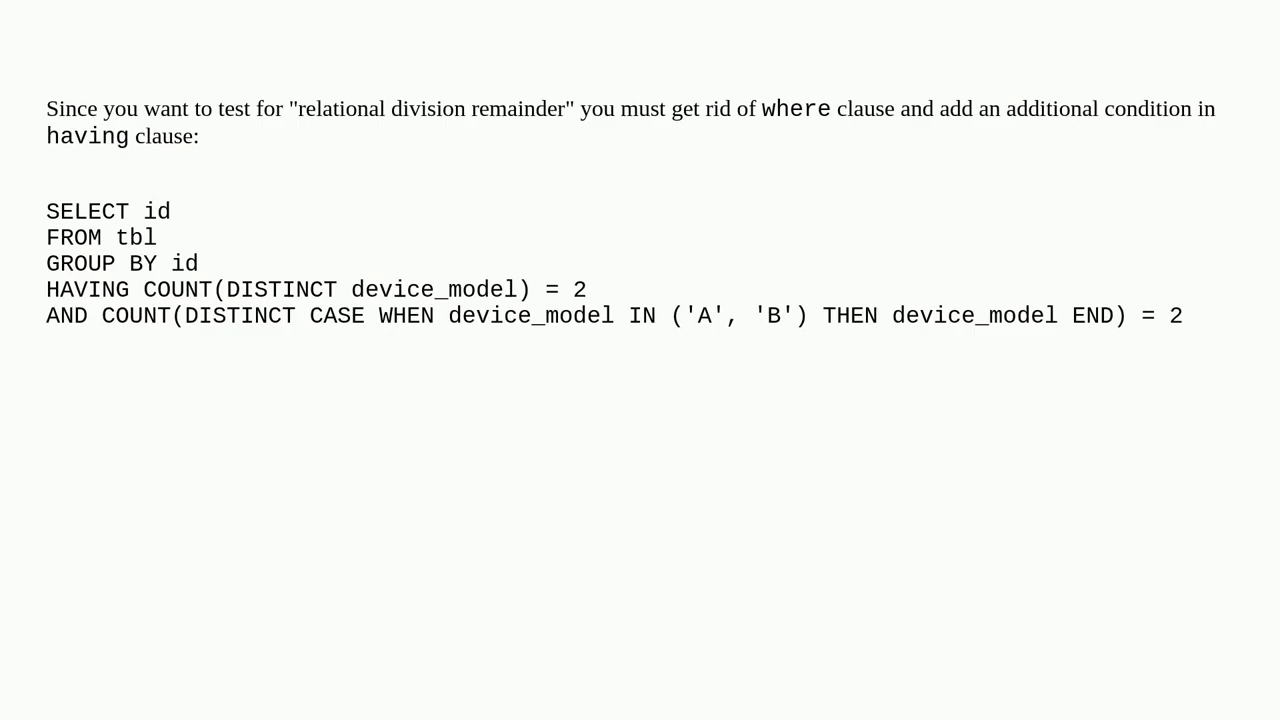 Since you want to test for "relational division remainder" you must get rid of where clause and add an additional condition in
having clause:
SELECT id
FROM tbl
GROUP BY id
HAVING COUNT(DISTINCT device_model) = 2
AND COUNT(DISTINCT CASE WHEN device_model IN ('A', 'B') THEN device_model END) = 2